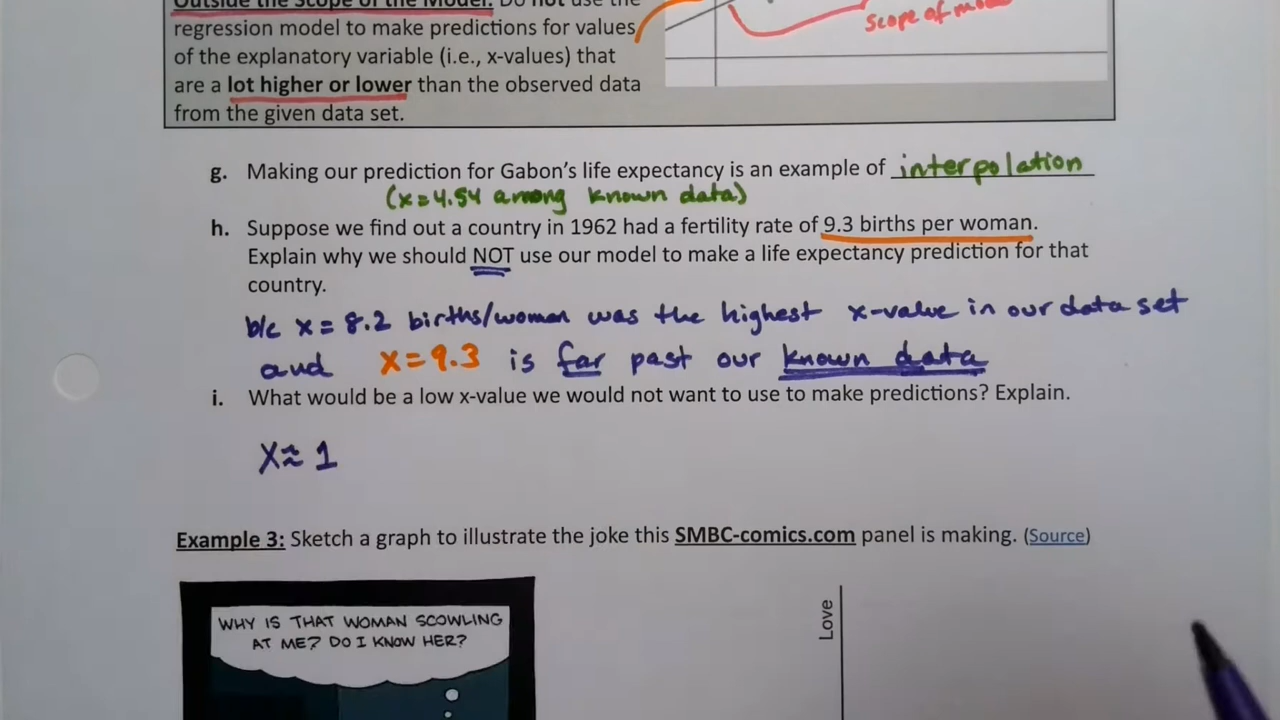 Outside the Scope of the Model: Do not use the
regression model to make predictions for values
of the explanatory variable (i.e., x-values) that
are a lot higher or lower than the observed data
from the given data set.
Scope of
g. Making our prediction for Gabon's life expectancy is an example of interpolation
(x=4.54 among known data)
h. Suppose we find out a country in 1962 had a fertility rate of 9.3 births per woman.
Explain why we should NOT use our model to make a life expectancy prediction for that
country.
b/c x=8.2 births/woman was the highest x-value in our data set
and x=9.3 is far past our known data
i. What would be a low x-value we would not want to use to make predictions? Explain.
x≈1
Example 3: Sketch a graph to illustrate the joke this SMBC-comics.com panel is making. (Source)
WHY IS THAT WOMAN SCOWLING
AT ME? DO I KNOW HER?
Love